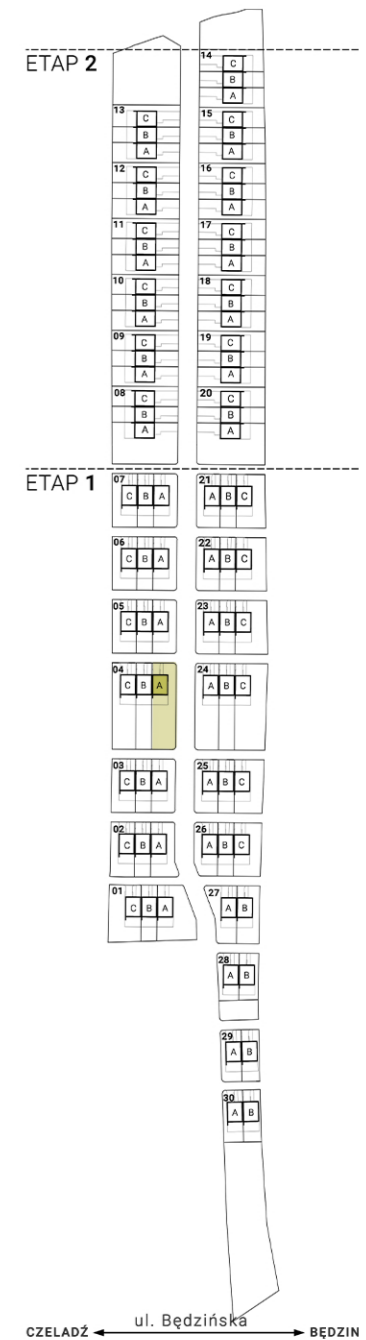 ETAP 2
14
C
B
A
13
C
B
A
15
C
B
A
12
C
B
A
16
C
B
A
11
C
B
A
17
C
B
A
10
C
B
A
18
C
B
A
09
C
B
A
19
C
B
A
08
C
B
A
20
C
B
A
ETAP 1
07
C B A
21
A B C
06
C B A
22
A B C
05
C B A
23
A B C
04
C B A
24
A B C
03
C B A
25
A B C
02
C B A
26
A B C
01
C B A
27
A B
28
A B
29
A B
30
A B
ul. Będzińska
CZELADŹ BĘDZIN